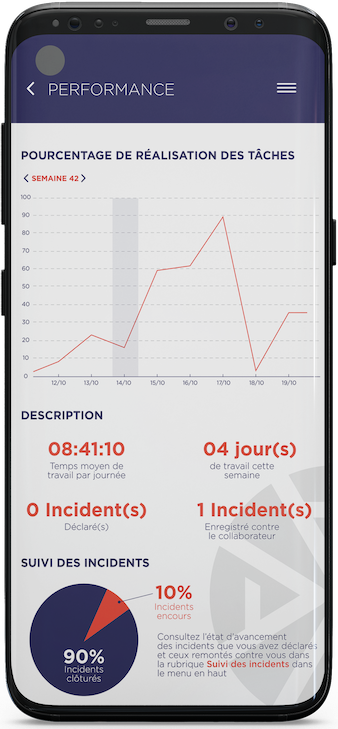 PERFORMANCE
POURCENTAGE DE RÉALISATION DES TÂCHES
SEMAINE 42
100
90
80
70
60
50
40
30
20
10
0
12/10 13/10 14/10 15/10 16/10 17/10 18/10 19/10
DESCRIPTION
08:41:10
Temps moyen de
travail par journée
04 jour(s)
de travail cette
semaine
0 Incident(s)
Déclaré(s)
1 Incident(s)
Enregistré contre
le collaborateur
SUIVI DES INCIDENTS
90%
Incidents
clôturés
10%
Incidents
encours
Consultez l'état d'avancement
des incidents que vous avez déclarés
et ceux remontés contre vous dans
la rubrique Suivi des incidents dans
le menu en haut